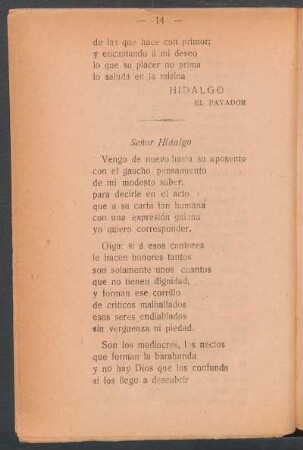 — 14 —
de las que hace con primor;
y encantando á mi deseo
lo que su placer no prima
lo saluda en la misma
HIDALGO
EL PAYADOR
Señor Hidalgo
Vengo de nuevo hasta su aposento
con el gaucho pensamiento
de mi modesto saber,
para decirle en el acto
que a su carta tan humana
con una expresión galana
yo quiero corresponder.
Oiga: si á esos cantores
le hacen honores tantos
son solamente unos cuantos
que no tienen dignidad,
y forman ese corrillo
de criticos malhallados
esos seres endiablados
sin verguenza ni piedad.
Son los mediocres, los necios
que forman la barahunda
y no hay Dios que los confunda
si los llego a descubrir